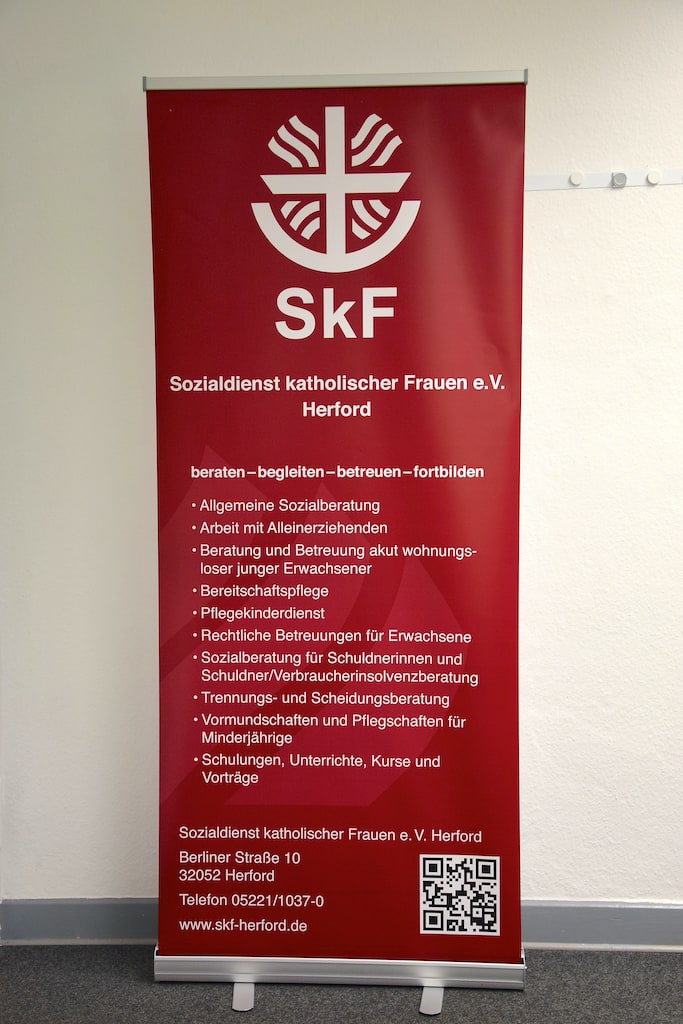 SkF
Sozialdienst katholischer Frauen e.V.
Herford
beraten – begleiten – betreuen – fortbilden
• Allgemeine Sozialberatung
• Arbeit mit Alleinerziehenden
• Beratung und Betreuung akut wohnungs-
loser junger Erwachsener
• Bereitschaftspflege
• Pflegekinderdienst
• Rechtliche Betreuungen für Erwachsene
• Sozialberatung für Schuldnerinnen und
Schuldner/Verbraucherinsolvenzberatung
• Trennungs- und Scheidungsberatung
• Vormundschaften und Pflegschaften für
Minderjährige
• Schulungen, Unterrichte, Kurse und
Vorträge
Sozialdienst katholischer Frauen e. V. Herford
Berliner Straße 10
32052 Herford
Telefon 05221/1037-0
www.skf-herford.de